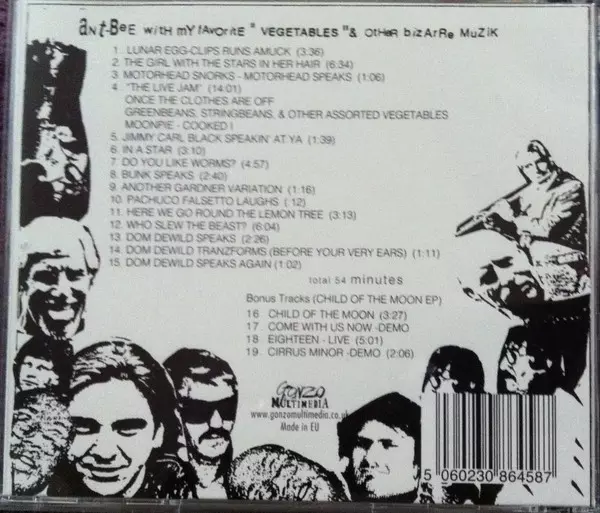 ant-Bee with my favorite " VEGETABLES "& other bizarre Muzik
1 LUNAR EGG-CLIPS RUNS AMUCK (3:36)
2. THE GIRL WITH THE STARS IN HER HAIR (6:34)
3 MOTORHEAD SNORKS - MOTORHEAD SPEAKS (1:06)
4 "THE LIVE JAM" (14:01)
ONCE THE CLOTHES ARE OFF
GREENBEANS, STRINGBEANS, & OTHER ASSORTED VEGETABLES
MOONPIE - COOKED !
5. JIMMY CARL BLACK SPEAKIN' AT YA (1:39)
6. IN A STAR (3:10)
7. DO YOU LIKE WORMS? (4:57)
8. BUNK SPEAKS (2:40)
9. ANOTHER GARDNER VARIATION (1:16)
10. PACHUCO FALSETTO LAUGHS (:12)
11. HERE WE GO ROUND THE LEMON TREE (3:13)
12. WHO SLEW THE BEAST? (6:04)
13. DOM DEWILD SPEAKS (2:26)
14. DOM DEWILD TRANZFORMS (BEFORE YOUR VERY EARS) (1:11)
15. DOM DEWILD SPEAKS AGAIN (1:02)
total 54 minutes
Bonus Tracks (CHILD OF THE MOON EP)
16 CHILD OF THE MOON (3:27)
17 COME WITH US NOW -DEMO
18 EIGHTEEN - LIVE (5:01)
19 CIRRUS MINOR -DEMO (2:06)
GONZO
MULTIMEDIA
www.gonzomultimedia.co.uk
Made in EU
5 060230 864587